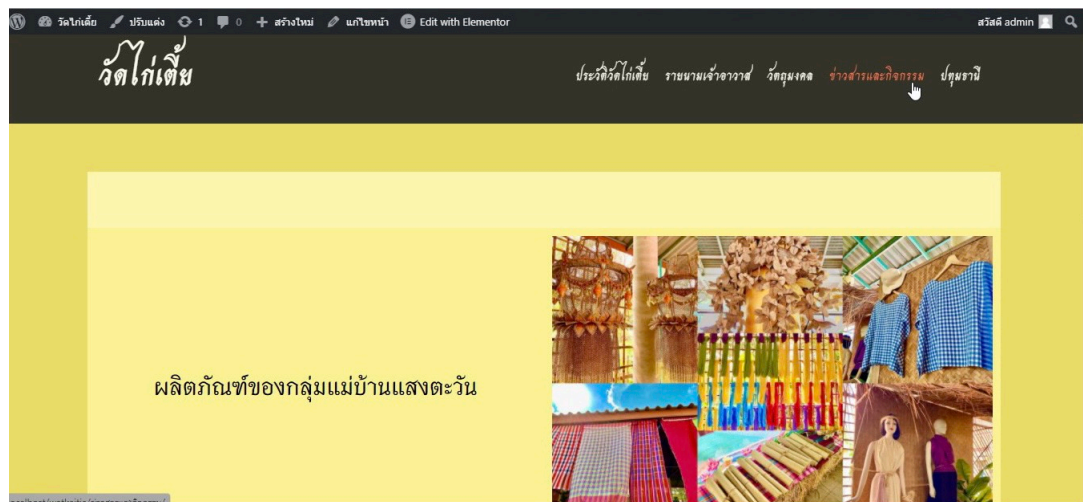 วัดไก่เตี้ย ปรับแต่ง 1 0 + สร้างใหม่ แก้ไขหน้า Edit with Elementor สวัสดี admin
วัดไก่เตี้ย
ประวัติวัดไก่เตี้ย รายนามเจ้าอาวาส วัตถุมงคล ข่าวสารและกิจกรรม ปทุมธานี
ผลิตภัณฑ์ของกลุ่มแม่บ้านแสงตะวัน